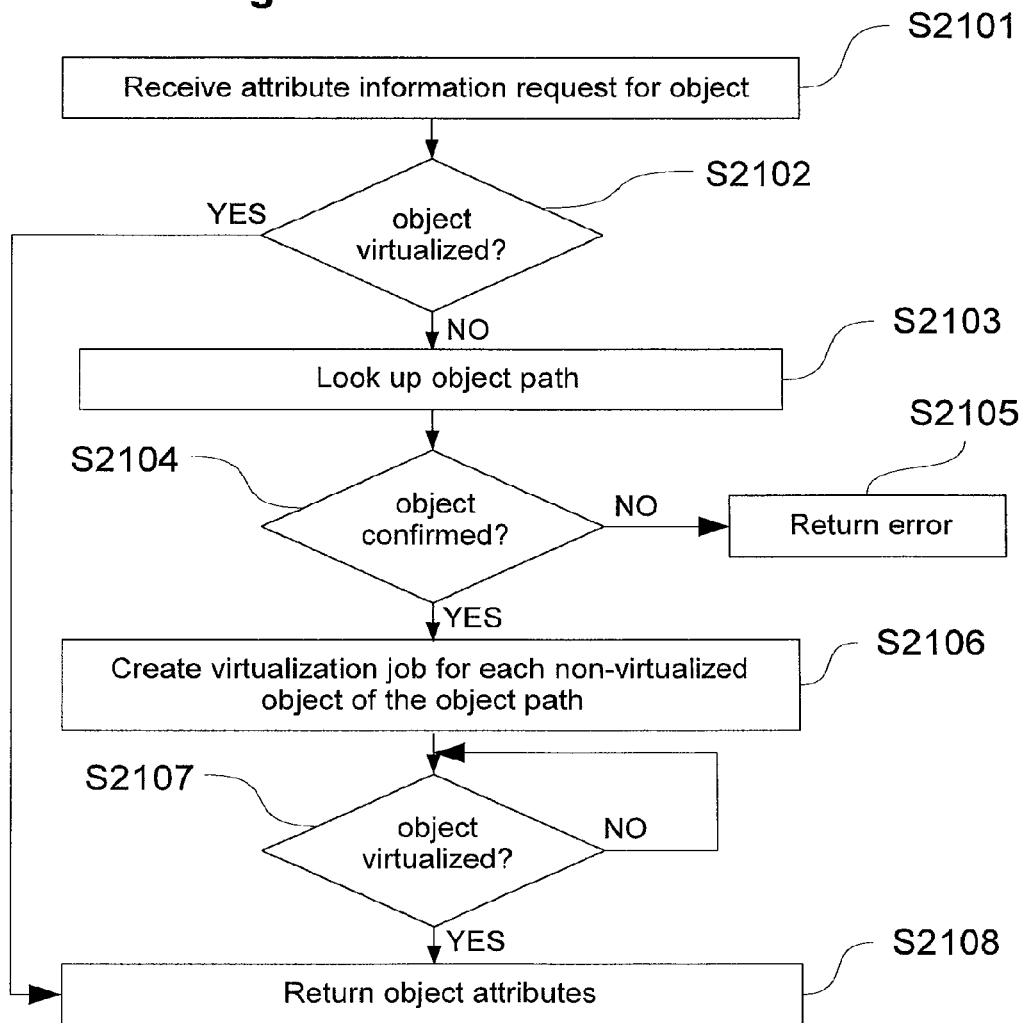 S2101
Receive attribute information request for object
S2102
YES
object
virtualized?
NO
S2103
Look up object path
S2105
S2104
object
confirmed?
NO
Return error
YES
S2106
Create virtualization job for each non-virtualized
object of the object path
S2107
object
virtualized?
NO
YES
S2108
Return object attributes